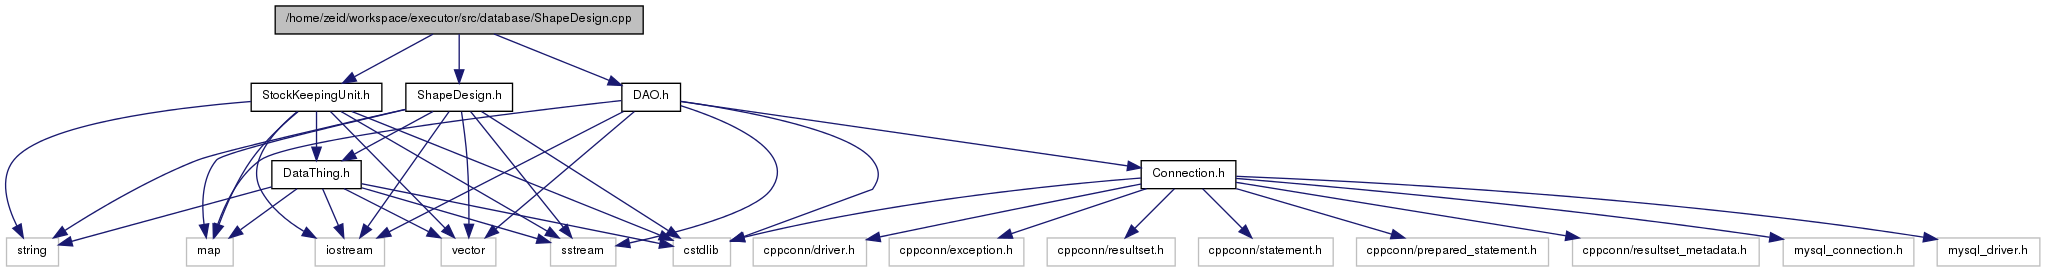 /home/zeid/workspace/executor/src/database/ShapeDesign.cpp
StockKeepingUnit.h
ShapeDesign.h
DAO.h
DataThing.h
Connection.h
string
map
iostream
vector
sstream
cstdlib
cppconn/driver.h
cppconn/exception.h
cppconn/resultset.h
cppconn/statement.h
cppconn/prepared_statement.h
cppconn/resultset_metadata.h
mysql_connection.h
mysql_driver.h